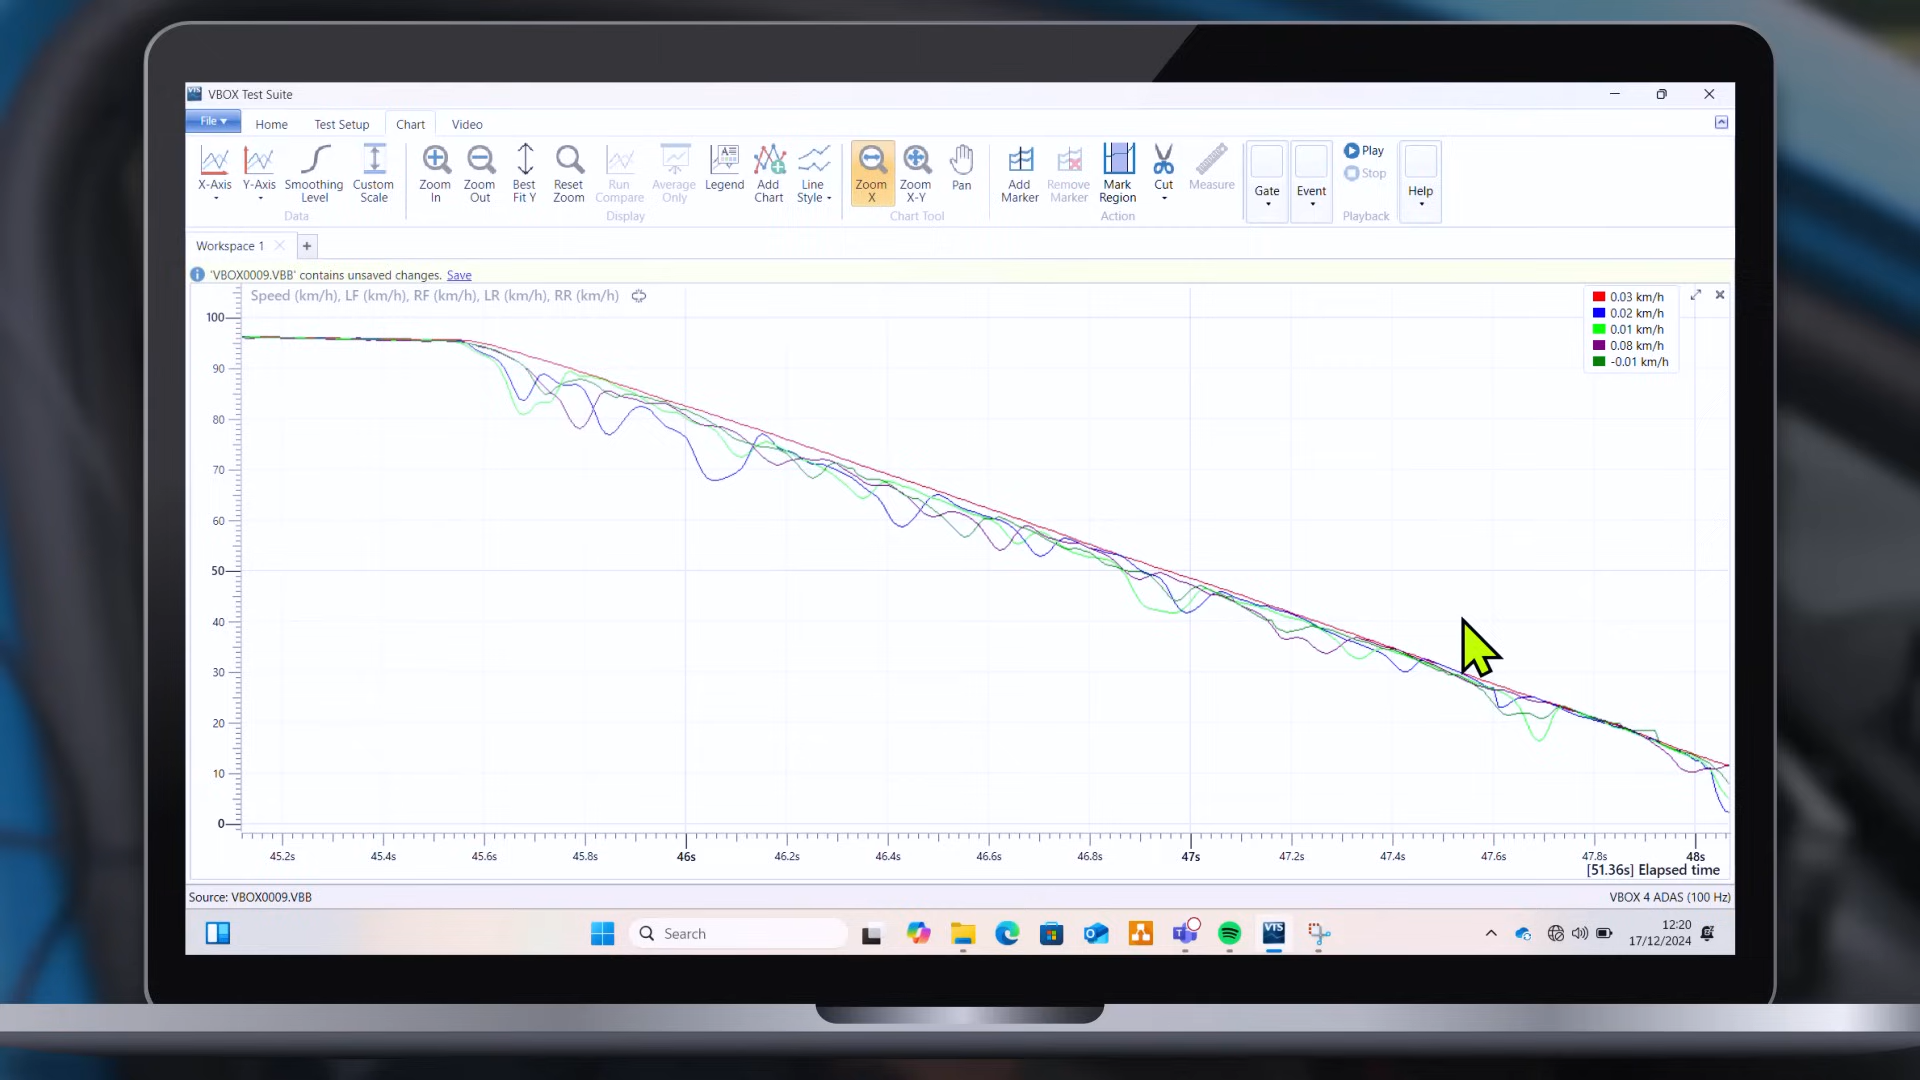 VTS VBOX Test Suite
File Home Test Setup Chart Video
X-Axis Y-Axis Smoothing Level Custom Scale
Data
Zoom In Zoom Out Best Fit Y Reset Zoom Run Compare Average Only Legend Add Chart Line Style
Display
Zoom X Zoom X-Y Pan
Chart Tool
Add Marker Remove Marker Mark Region Cut Measure
Action
Gate Event
Play
Stop
Playback
Help
Workspace 1 +
'VBOX0009.VBB' contains unsaved changes. Save
Speed (km/h), LF (km/h), RF (km/h), LR (km/h), RR (km/h)
0.03 km/h
0.02 km/h
0.01 km/h
0.08 km/h
-0.01 km/h
100
90
80
70
60
50
40
30
20
10
0
45.2s 45.4s 45.6s 45.8s 46s 46.2s 46.4s 46.6s 46.8s 47s 47.2s 47.4s 47.6s 47.8s 48s
[51.36s] Elapsed time
Source: VBOX0009.VBB VBOX 4 ADAS (100 Hz)
Search VTS 12:20
17/12/2024